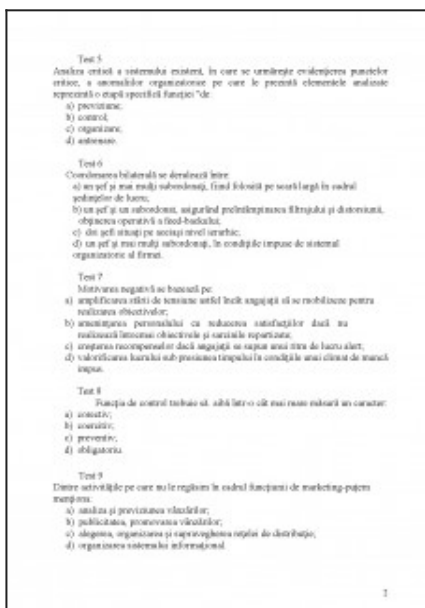 Test 5
Analiza critică a sistemului existent, în care se urmărește evidențierea punctelor
critice, a anomaliilor organizatorice pe care le prezintă elementele analizate
reprezintă o etapă specifică funcției "de
a) previziune;
b) control;
c) organizare;
d) antrenare.
Test 6
Coordonarea bilaterală se derulează între:
a) un șef și mai mulți subordonați, fiind folosită pe scară largă în cadrul
ședințelor de lucru;
b) un șef și un subordonat, asigurând preîntâmpinarea filtrajului și distorsiunii,
obținerea operativă a feed-backului;
c) doi șefi situați pe același nivel ierarhic;
d) un șef și mai mulți subordonați, în condițiile impuse de sistemul
organizatoric al firmei.
Test 7
Motivarea negativă se bazează pe:
a) amplificarea stării de tensiune astfel încât angajații să se mobilizeze pentru
realizarea obiectivelor;
b) amenințarea personalului cu reducerea satisfacțiilor dacă nu
realizează întocmai obiectivele și sarcinile repartizate;
c) creșterea recompenselor dacă angajații se supun unui ritm de lucru alert;
d) valorificarea lucrului sub presiunea timpului în condițiile unui climat de muncă
impus.
Test 8
Funcția de control trebuie să. aibă într-o cât mai mare măsură un caracter:
a) corectiv;
b) coercitiv;
c) preventiv;
d) obligatoriu.
Test 9
Dintre activitățile pe care nu le regăsim în cadrul funcțiunii de marketing-putem
menționa:
a) analiza și previziunea vânzărilor;
b) publicitatea, promovarea vânzărilor;
c) alegerea, organizarea și supravegherea rețelei de distribuție;
d) organizarea sistemului informațional
2